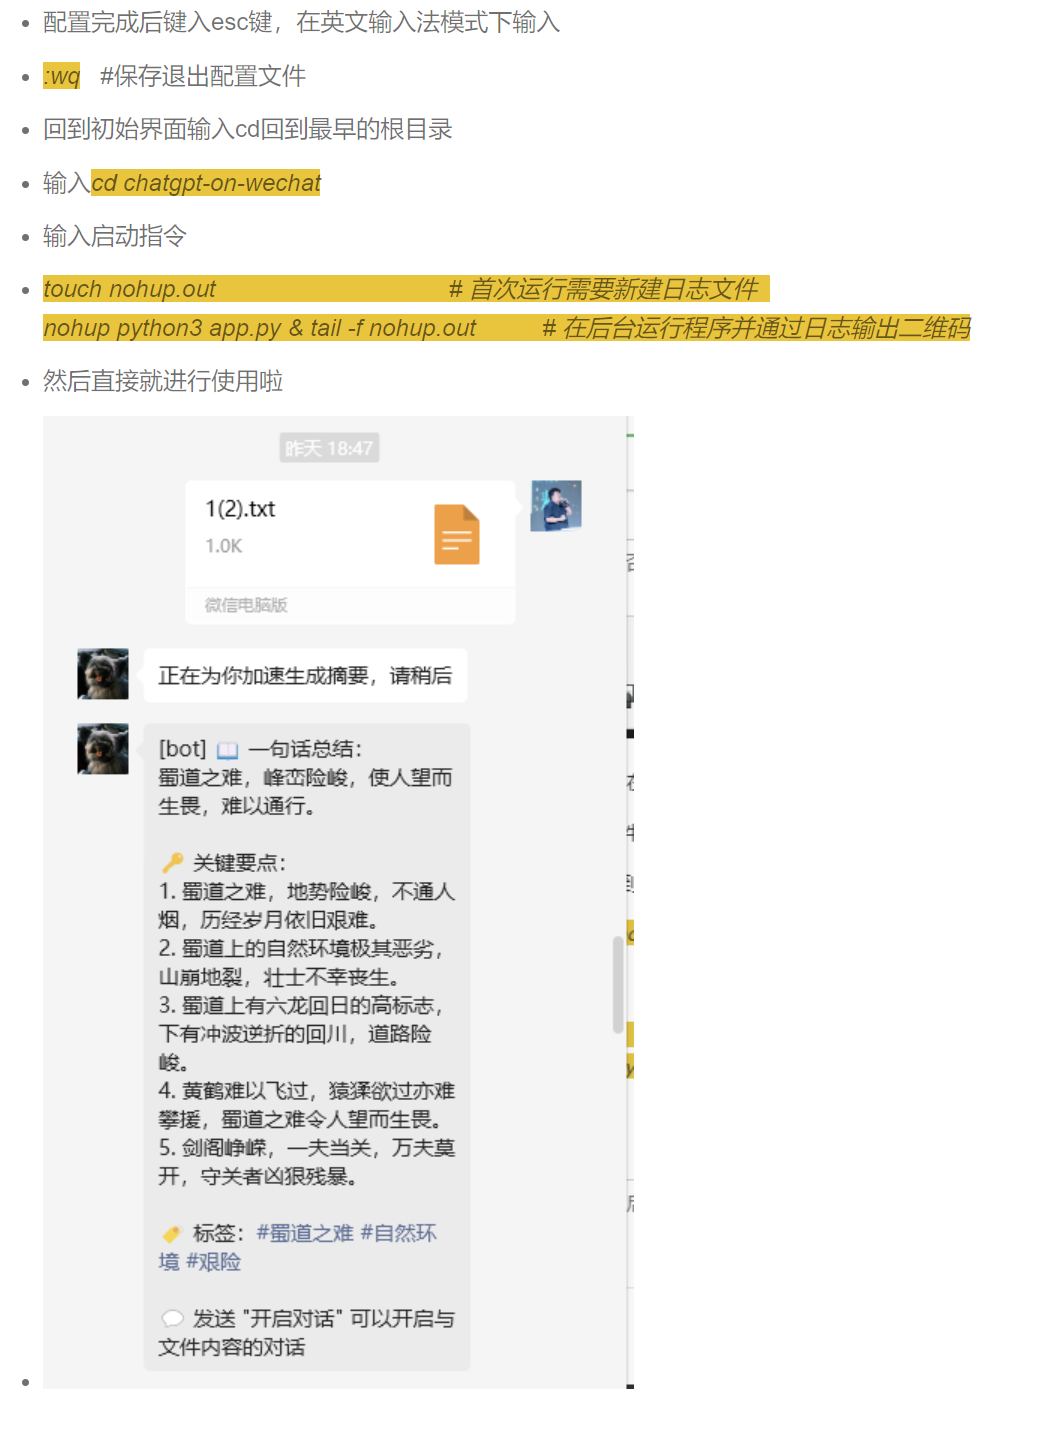 配置完成后键入esc键，在英文输入法模式下输入
:wq #保存退出配置文件
回到初始界面输入cd回到最早的根目录
输入cd chatgpt-on-wechat
输入启动指令
touch nohup.out # 首次运行需要新建日志文件
nohup python3 app.py & tail -f nohup.out # 在后台运行程序并通过日志输出二维码
然后直接就进行使用啦
昨天 18:47
1(2).txt
1.0K
微信电脑版
正在为你加速生成摘要，请稍后
[bot] 📖 一句话总结：
蜀道之难，峰峦险峻，使人望而
生畏，难以通行。
🔑 关键要点：
1. 蜀道之难，地势险峻，不通人
烟，历经岁月依旧艰难。
2. 蜀道上的自然环境极其恶劣，
山崩地裂，壮士不幸丧生。
3. 蜀道上有六龙回日的高标志，
下有冲波逆折的回川，道路险
峻。
4. 黄鹤难以飞过，猿猱欲过亦难
攀援，蜀道之难令人望而生畏。
5. 剑阁峥嵘，一夫当关，万夫莫
开，守关者凶狠残暴。
🏷️ 标签：#蜀道之难 #自然环
境 #艰险
💬 发送 "开启对话" 可以开启与
文件内容的对话